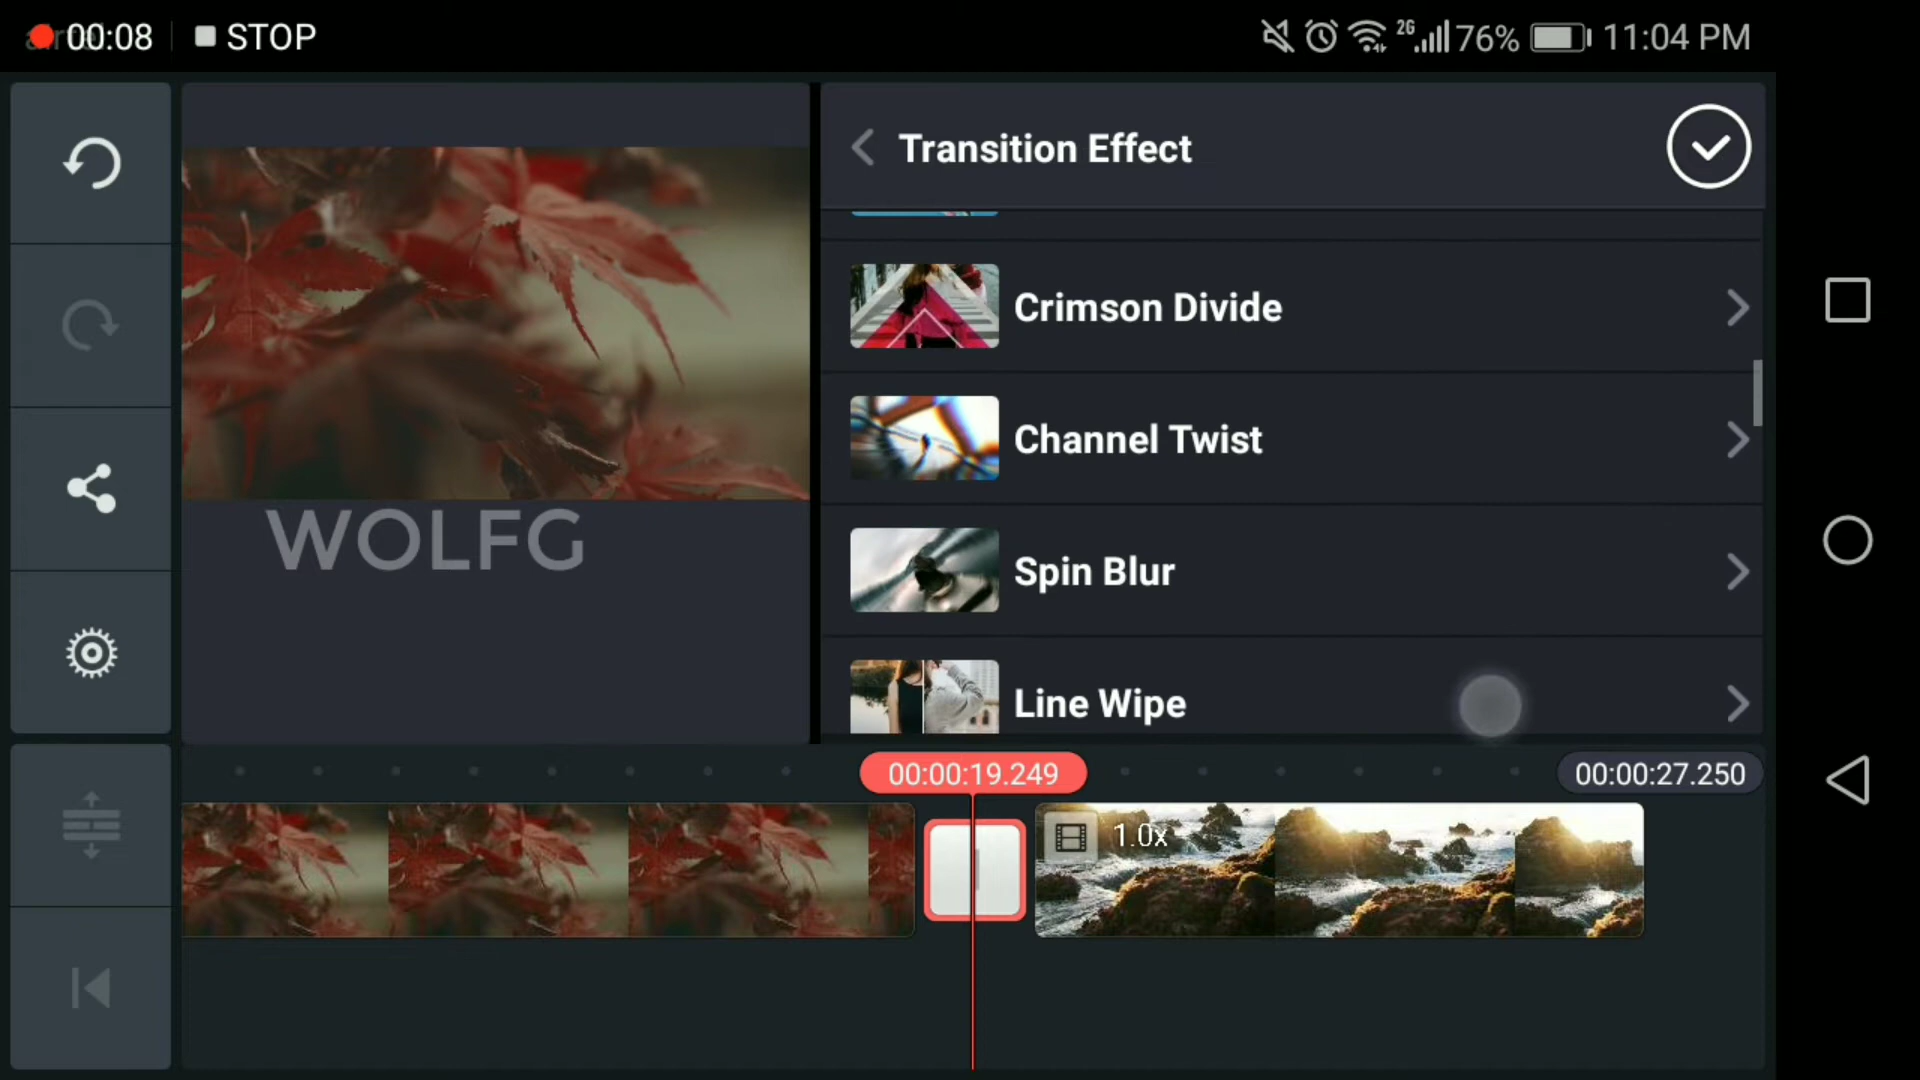 00:08
STOP
2G
76%
11:04 PM
Transition Effect
Crimson Divide
Channel Twist
Spin Blur
Line Wipe
WOLFG
00:00:19.249
00:00:27.250
1.0x